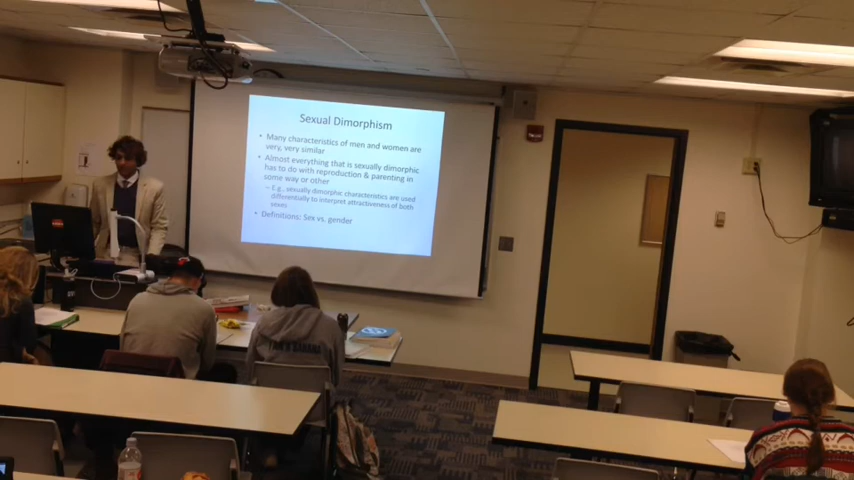 Sexual Dimorphism
• Many characteristics of men and women are
very, very similar
• Almost everything that is sexually dimorphic
has to do with reproduction & parenting in
some way or other
– E.g., sexually dimorphic characteristics are used
differentially to interpret attractiveness of both
sexes
• Definitions: Sex vs. gender